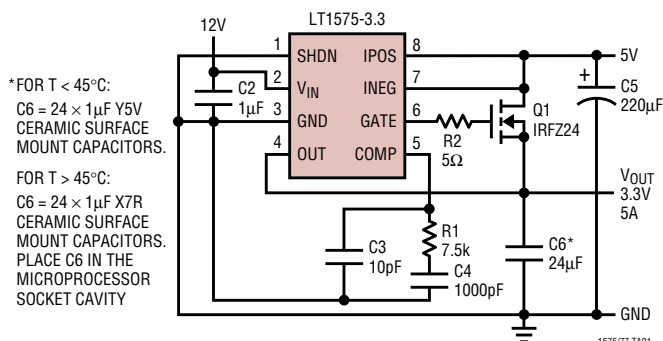 LT1575-3.3
12V
1 SHDN IPOS 8
5V
2 VIN INEG 7
3 GND GATE 6
4 OUT COMP 5
C2
1µF
+
C5
220µF
Q1
IRFZ24
R2
5Ω
VOUT
3.3V
5A
*FOR T < 45°C:
C6 = 24 × 1µF Y5V
CERAMIC SURFACE
MOUNT CAPACITORS.
FOR T > 45°C:
C6 = 24 × 1µF X7R
CERAMIC SURFACE
MOUNT CAPACITORS.
PLACE C6 IN THE
MICROPROCESSOR
SOCKET CAVITY
C3
10pF
R1
7.5k
C4
1000pF
C6*
24µF
GND
1575/77 TA01